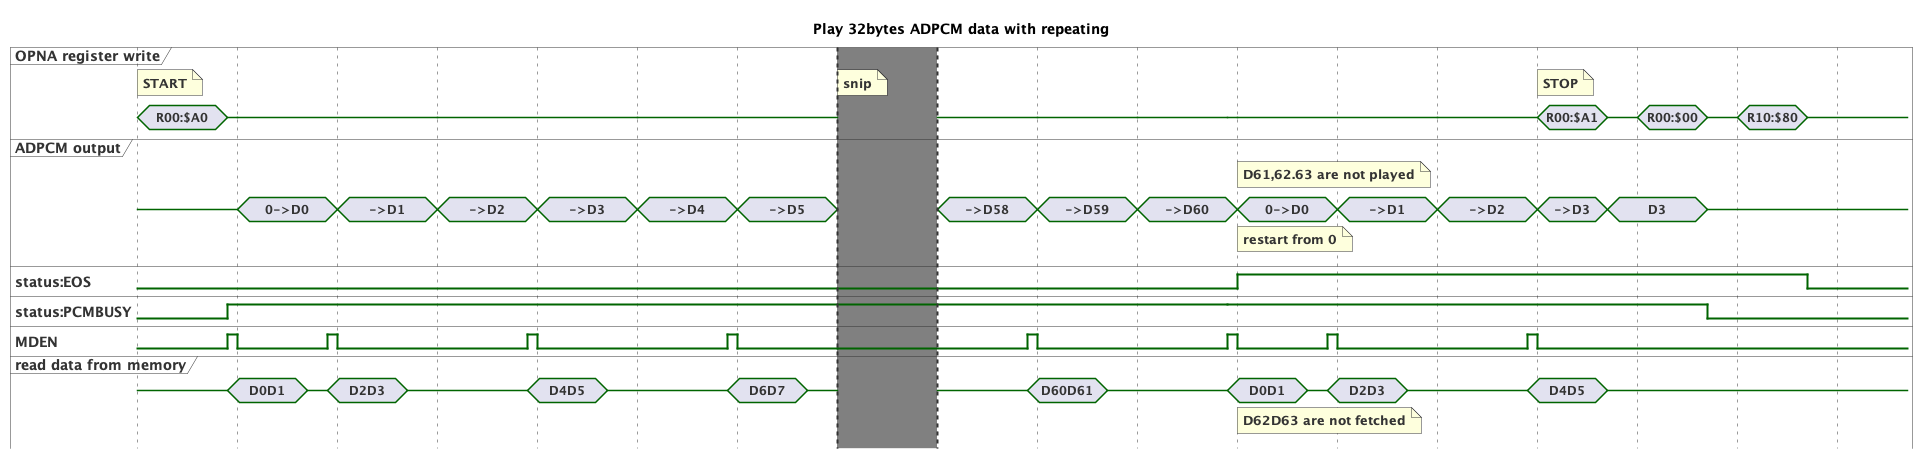 Play 32bytes ADPCM data with repeating
OPNA register write
START
snip
STOP
R00:$A0
R00:$A1
R00:$00
R10:$80
ADPCM output
D61,62.63 are not played
0->D0
->D1
->D2
->D3
->D4
->D5
->D58
->D59
->D60
0->D0
->D1
->D2
->D3
D3
restart from 0
status:EOS
status:PCMBUSY
MDEN
read data from memory
D0D1
D2D3
D4D5
D6D7
D60D61
D0D1
D2D3
D4D5
D62D63 are not fetched